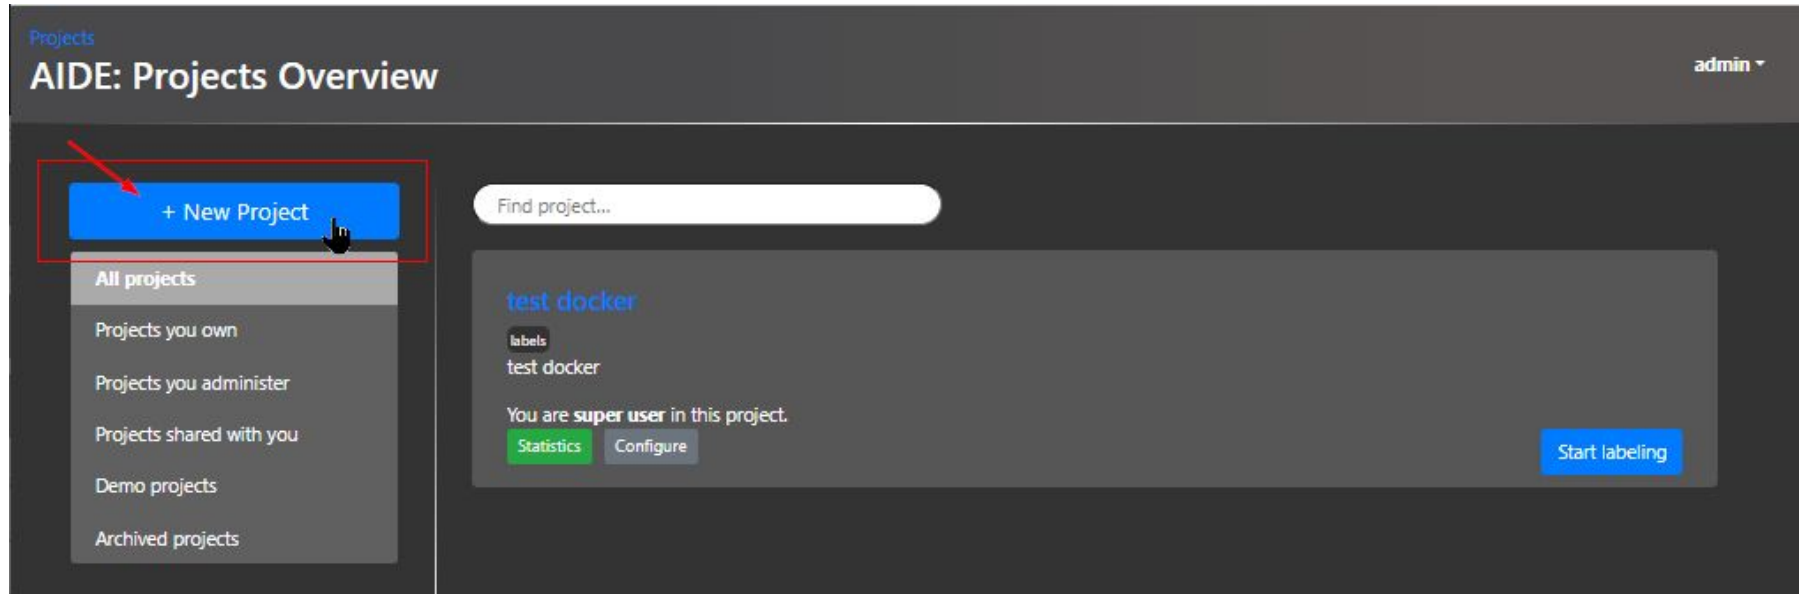 Projects
AIDE: Projects Overview
admin
+ New Project
All projects
Projects you own
Projects you administer
Projects shared with you
Demo projects
Archived projects
Find project...
test docker
labels
test docker
You are super user in this project.
Statistics Configure
Start labeling